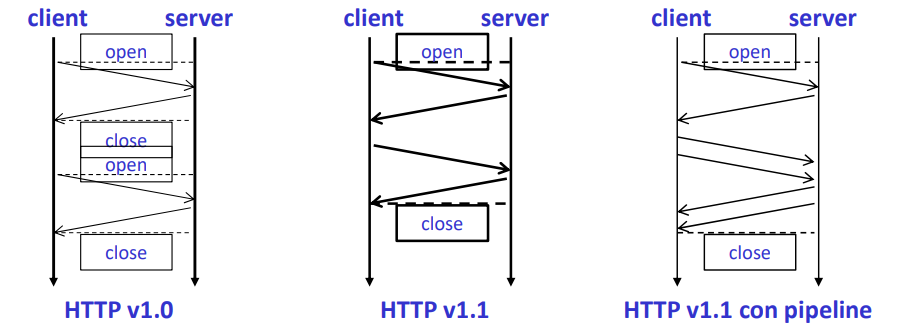 client server
open
close
open
close
HTTP v1.0
client server
open
close
HTTP v1.1
client server
open
close
HTTP v1.1 con pipeline